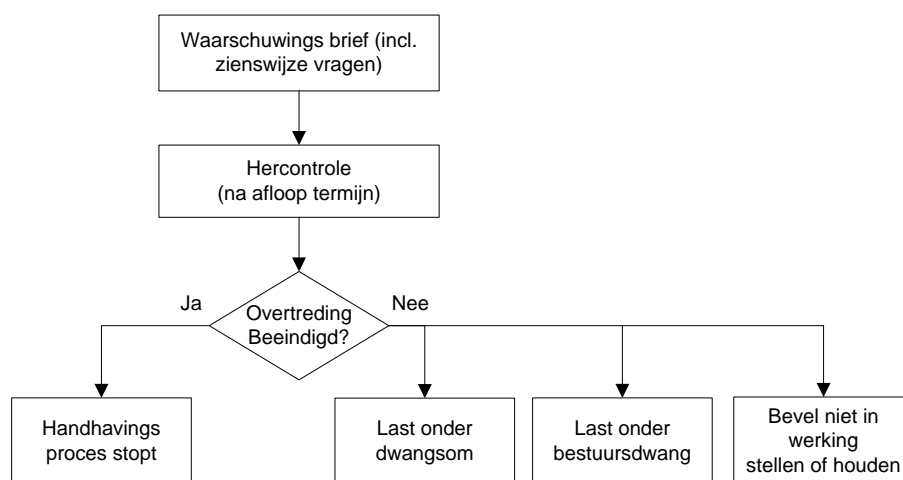 Waarschuwings brief (incl.
zienswijze vragen)
Hercontrole
(na afloop termijn)
Ja
Overtreding
Beeindigd?
Nee
Handhavings
proces stopt
Last onder
dwangsom
Last onder
bestuursdwang
Bevel niet in
werking
stellen of houden